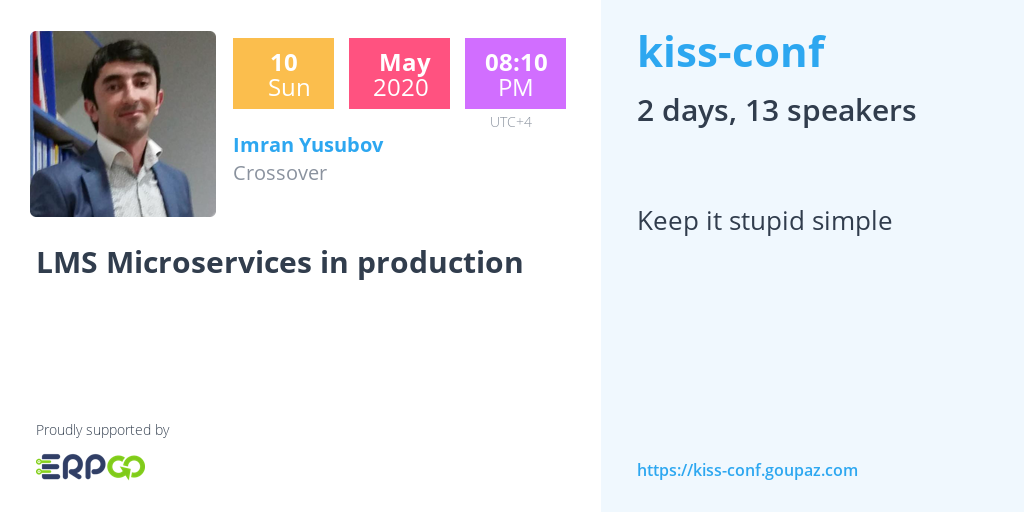 10
Sun
May
2020
08:10
PM
UTC+4
Imran Yusubov
Crossover
LMS Microservices in production
Proudly supported by
ERPGO
kiss-conf
2 days, 13 speakers
Keep it stupid simple
https://kiss-conf.goupaz.com